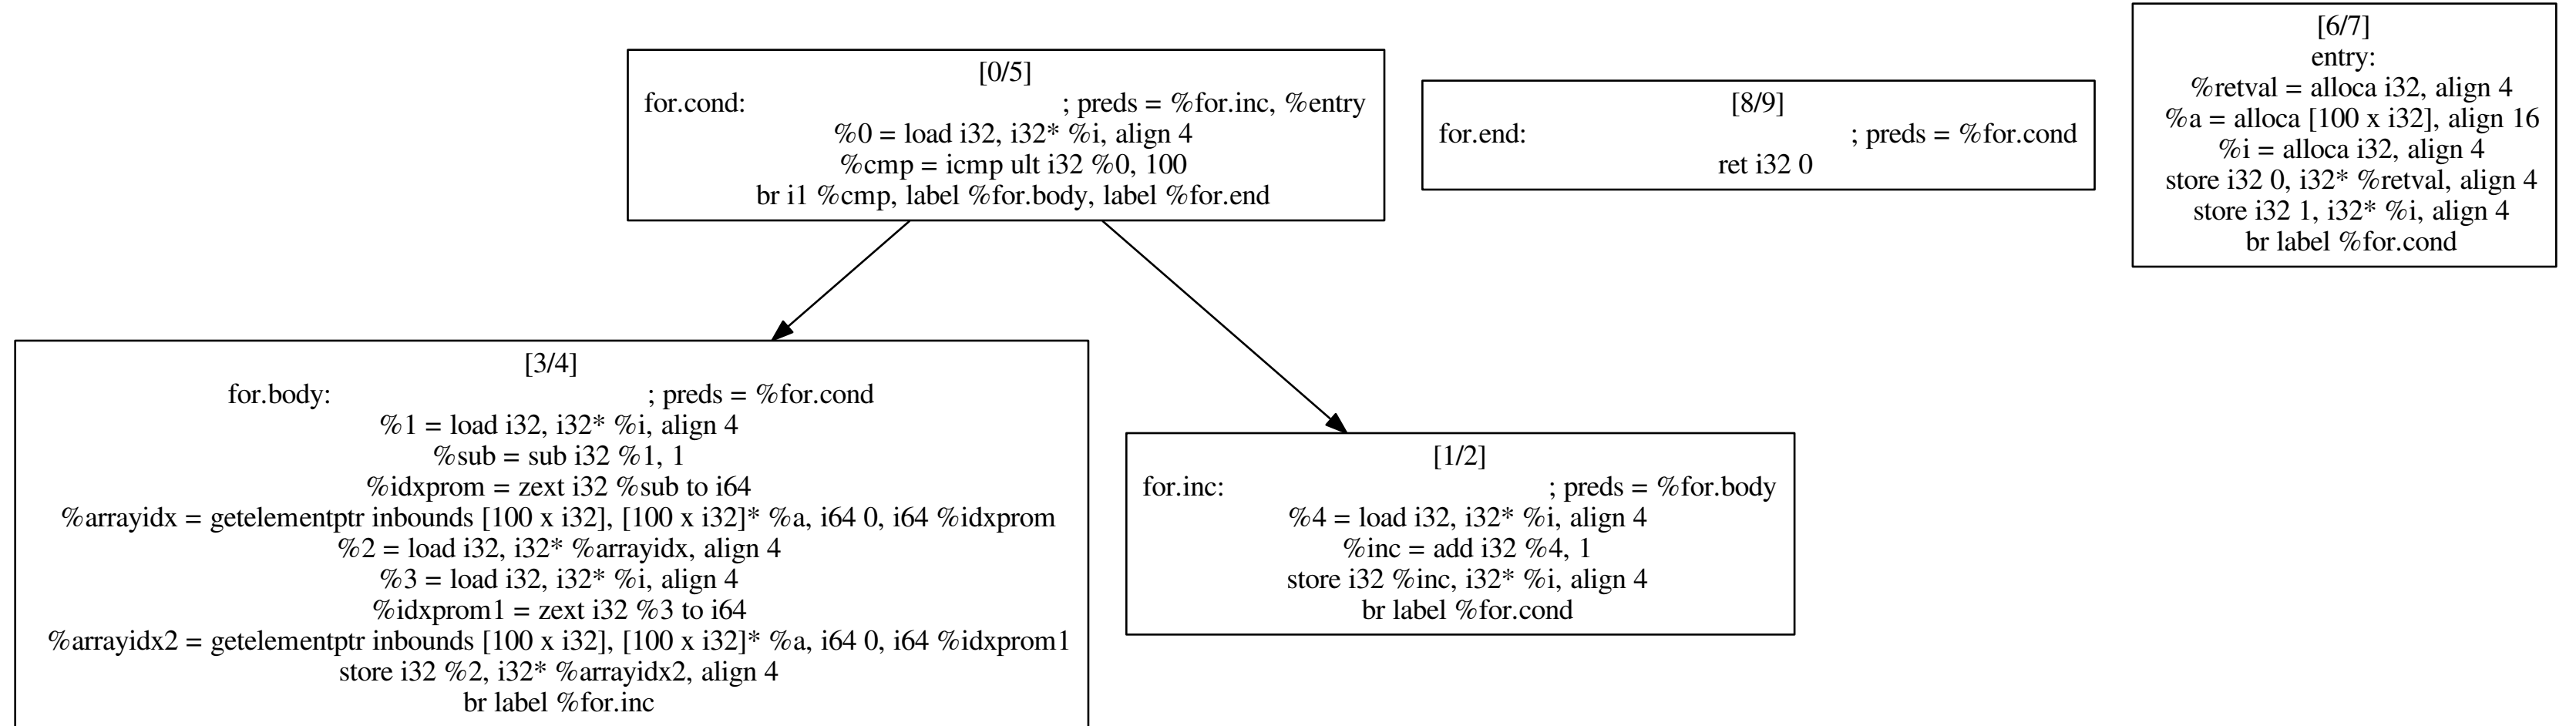 [0/5]
for.cond: ; preds = %for.inc, %entry
%0 = load i32, i32* %i, align 4
%cmp = icmp ult i32 %0, 100
br i1 %cmp, label %for.body, label %for.end
[8/9]
for.end: ; preds = %for.cond
ret i32 0
[6/7]
entry:
%retval = alloca i32, align 4
%a = alloca [100 x i32], align 16
%i = alloca i32, align 4
store i32 0, i32* %retval, align 4
store i32 1, i32* %i, align 4
br label %for.cond
[3/4]
for.body: ; preds = %for.cond
%1 = load i32, i32* %i, align 4
%sub = sub i32 %1, 1
%idxprom = zext i32 %sub to i64
%arrayidx = getelementptr inbounds [100 x i32], [100 x i32]* %a, i64 0, i64 %idxprom
%2 = load i32, i32* %arrayidx, align 4
%3 = load i32, i32* %i, align 4
%idxprom1 = zext i32 %3 to i64
%arrayidx2 = getelementptr inbounds [100 x i32], [100 x i32]* %a, i64 0, i64 %idxprom1
store i32 %2, i32* %arrayidx2, align 4
br label %for.inc
[1/2]
for.inc: ; preds = %for.body
%4 = load i32, i32* %i, align 4
%inc = add i32 %4, 1
store i32 %inc, i32* %i, align 4
br label %for.cond